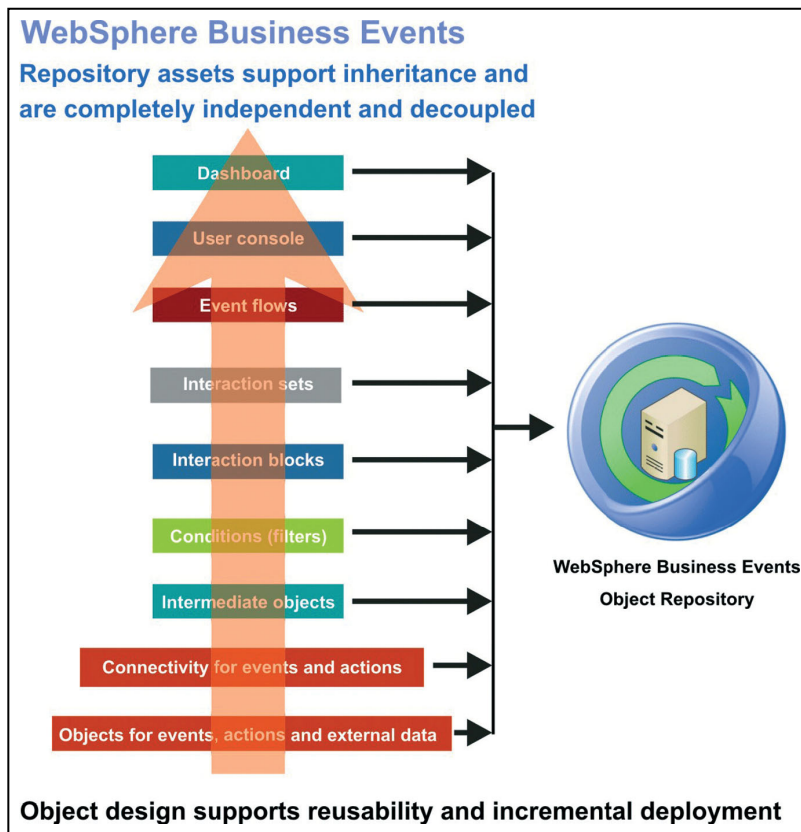 WebSphere Business Events
Repository assets support inheritance and
are completely independent and decoupled
Dashboard
User console
Event flows
Interaction sets
Interaction blocks
Conditions (filters)
Intermediate objects
Connectivity for events and actions
Objects for events, actions and external data
WebSphere Business Events
Object Repository
Object design supports reusability and incremental deployment